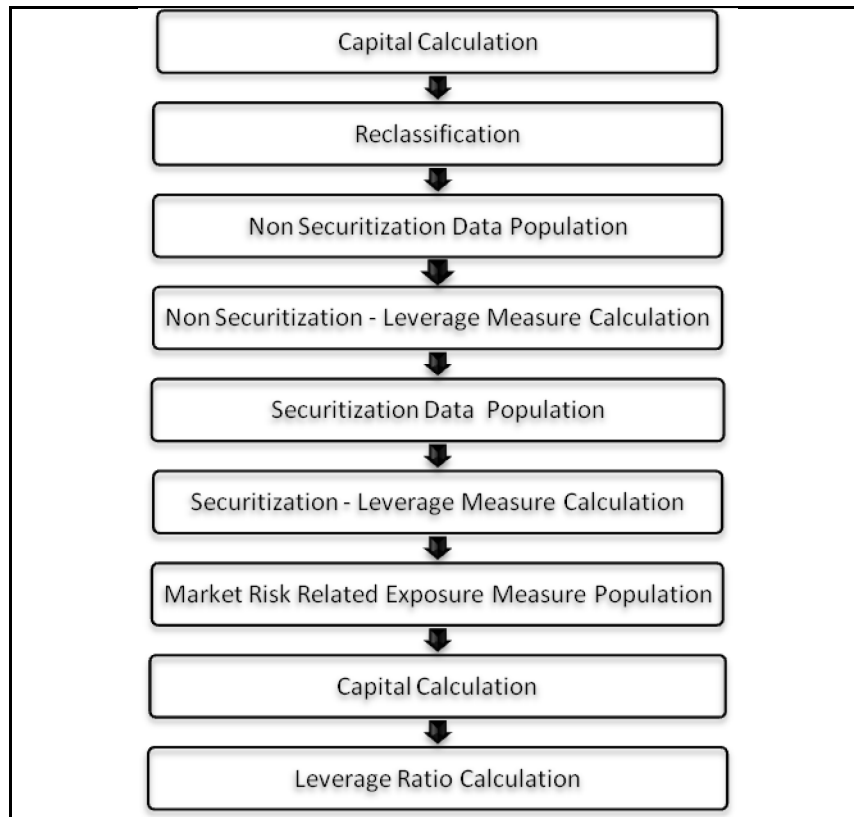 Capital Calculation
Reclassification
Non Securitization Data Population
Non Securitization - Leverage Measure Calculation
Securitization Data Population
Securitization - Leverage Measure Calculation
Market Risk Related Exposure Measure Population
Capital Calculation
Leverage Ratio Calculation